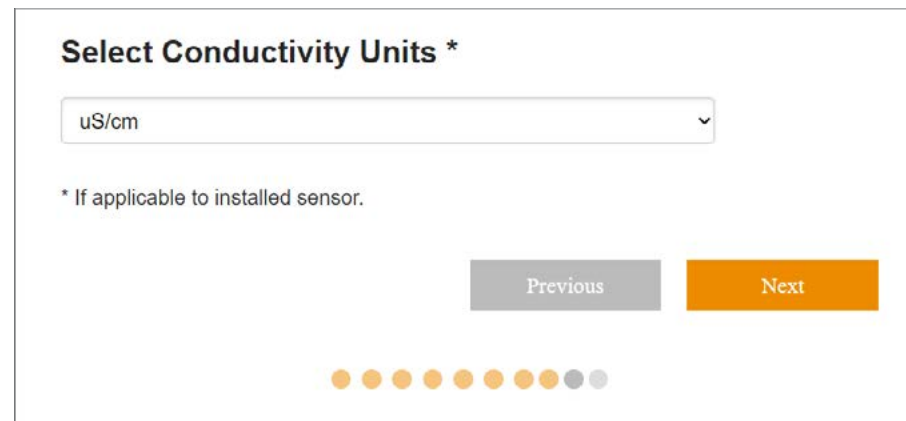 Select Conductivity Units *
uS/cm
* If applicable to installed sensor.
Previous
Next